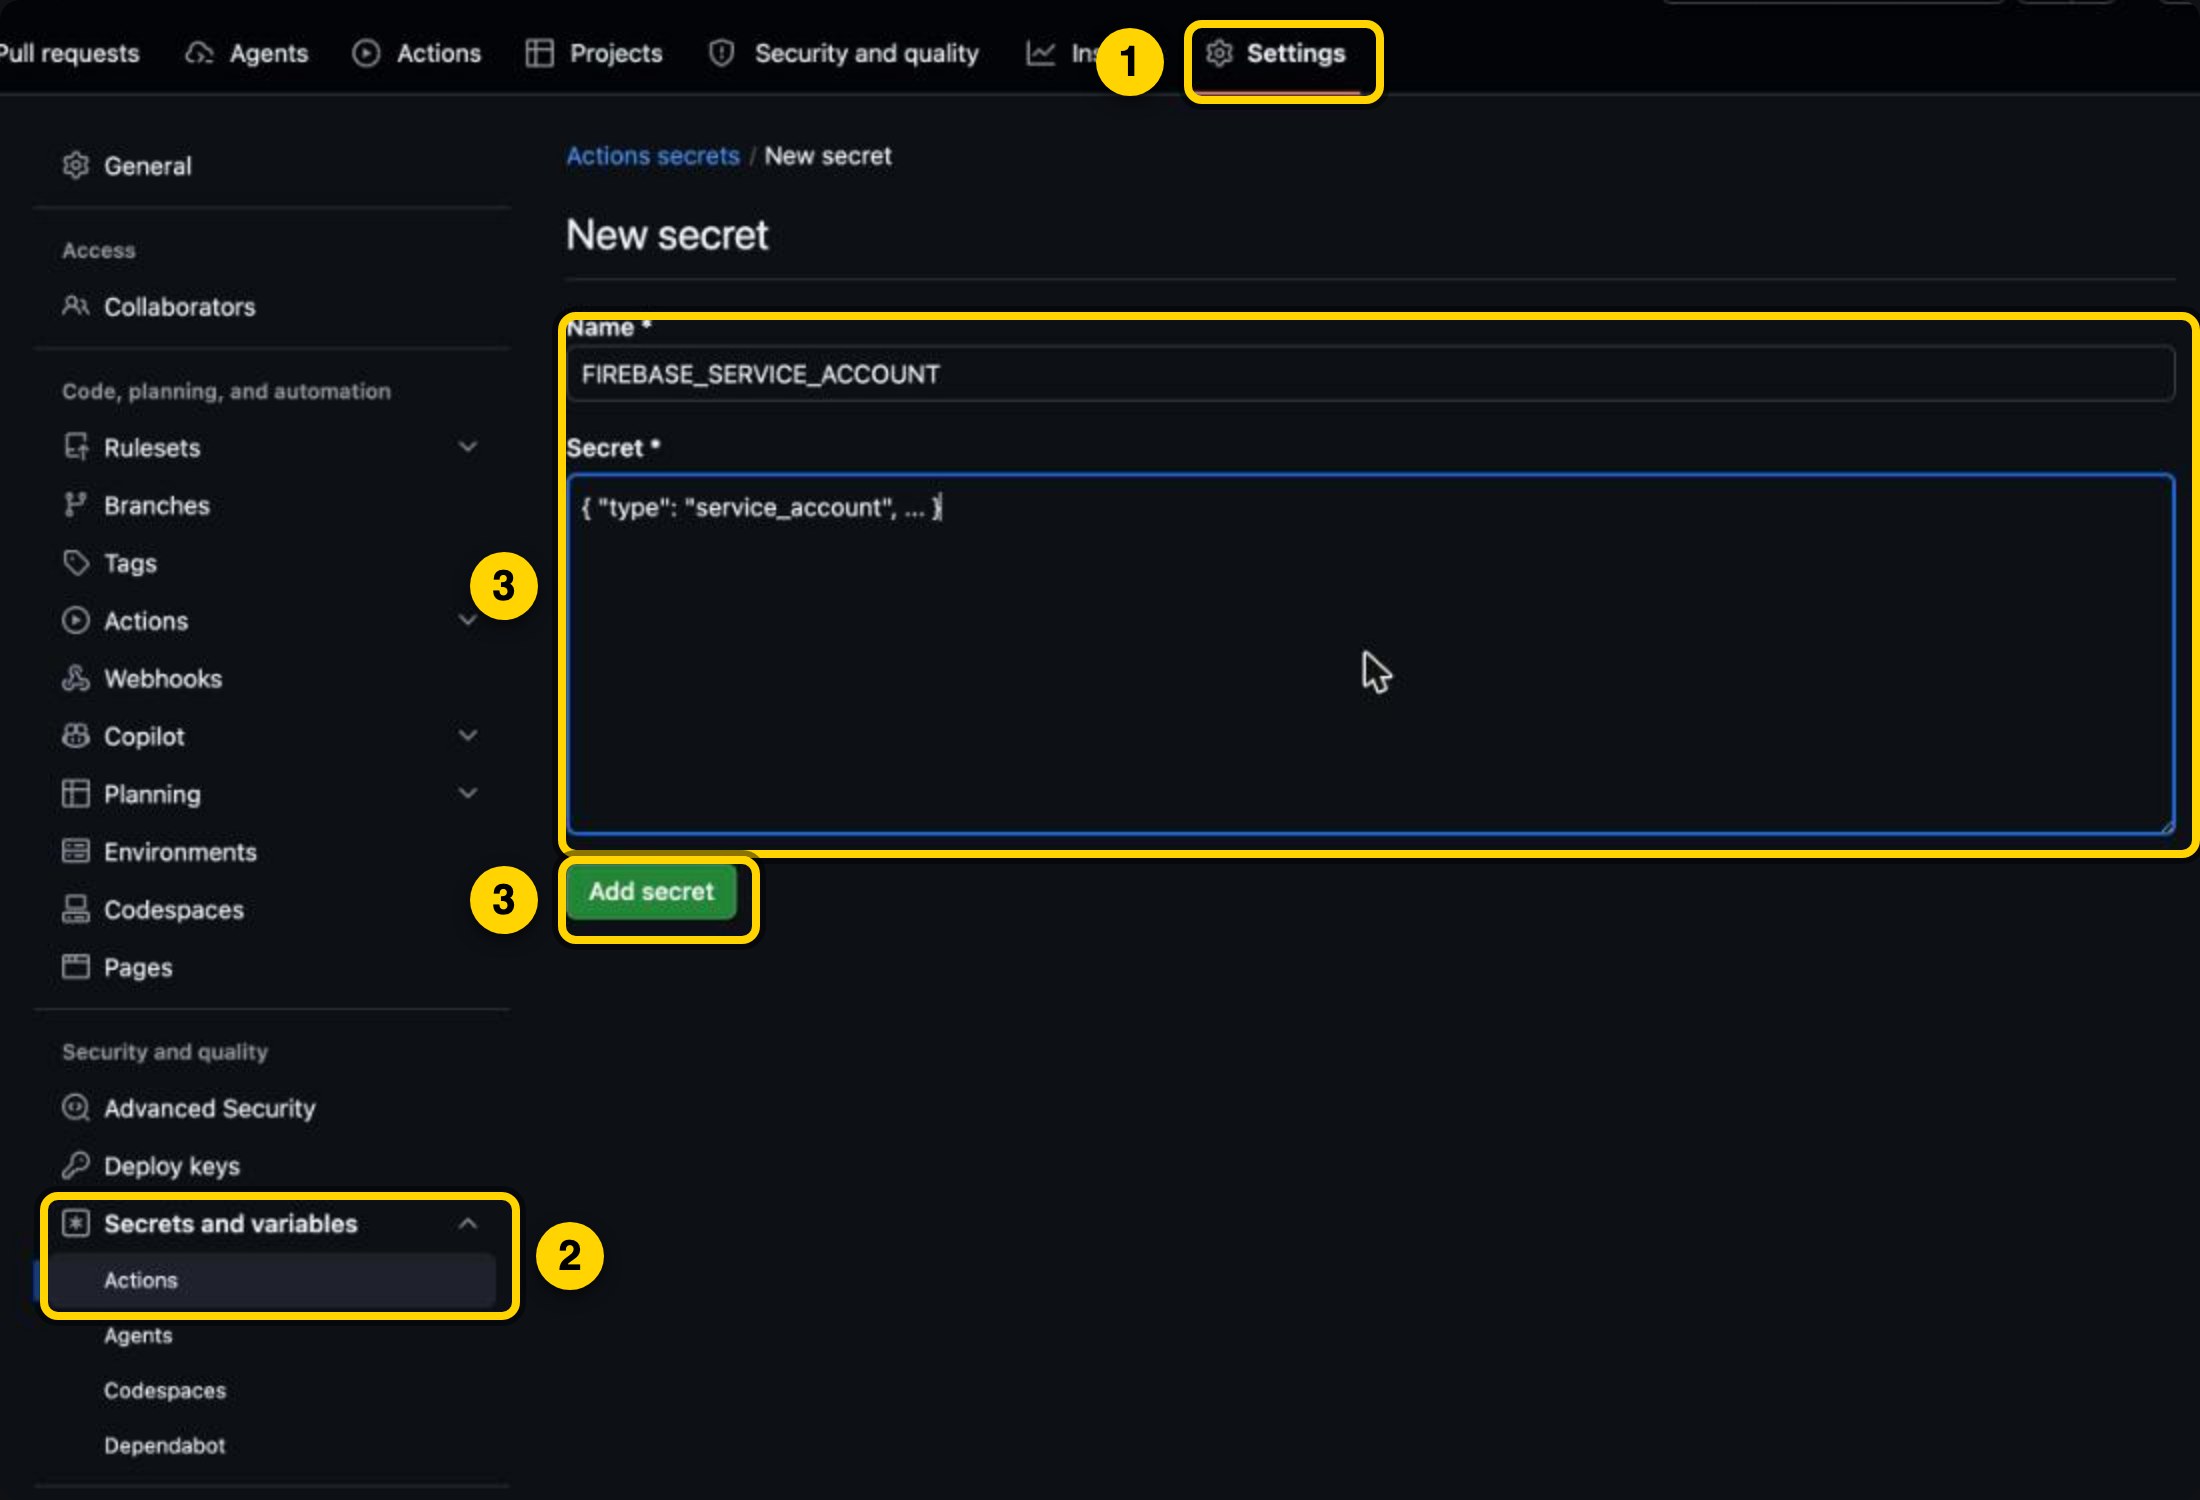 Pull requests Agents Actions Projects Security and quality 1 Settings
General
Access
Collaborators
Code, planning, and automation
Rulesets
Branches
Tags
Actions
Webhooks
Copilot
Planning
Environments
Codespaces
Pages
Security and quality
Advanced Security
Deploy keys
Secrets and variables
Actions
2
Agents
Codespaces
Dependabot
Actions secrets / New secret
New secret
Name *
FIREBASE_SERVICE_ACCOUNT
Secret *
{ "type": "service_account", ... }
3
3
Add secret